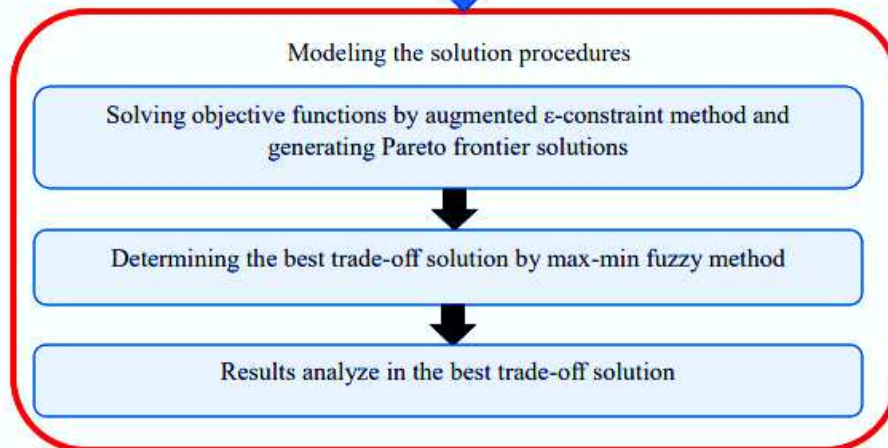 Modeling the solution procedures
Solving objective functions by augmented ε-constraint method and
generating Pareto frontier solutions
Determining the best trade-off solution by max-min fuzzy method
Results analyze in the best trade-off solution